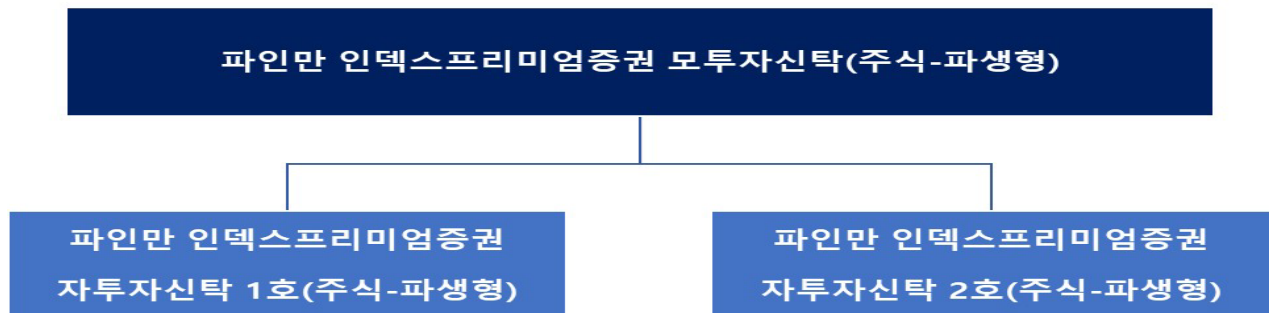 파인만 인덱스프리미엄증권 모투자신탁(주식-파생형)
파인만 인덱스프리미엄증권
자투자신탁 1호(주식-파생형)
파인만 인덱스프리미엄증권
자투자신탁 2호(주식-파생형)